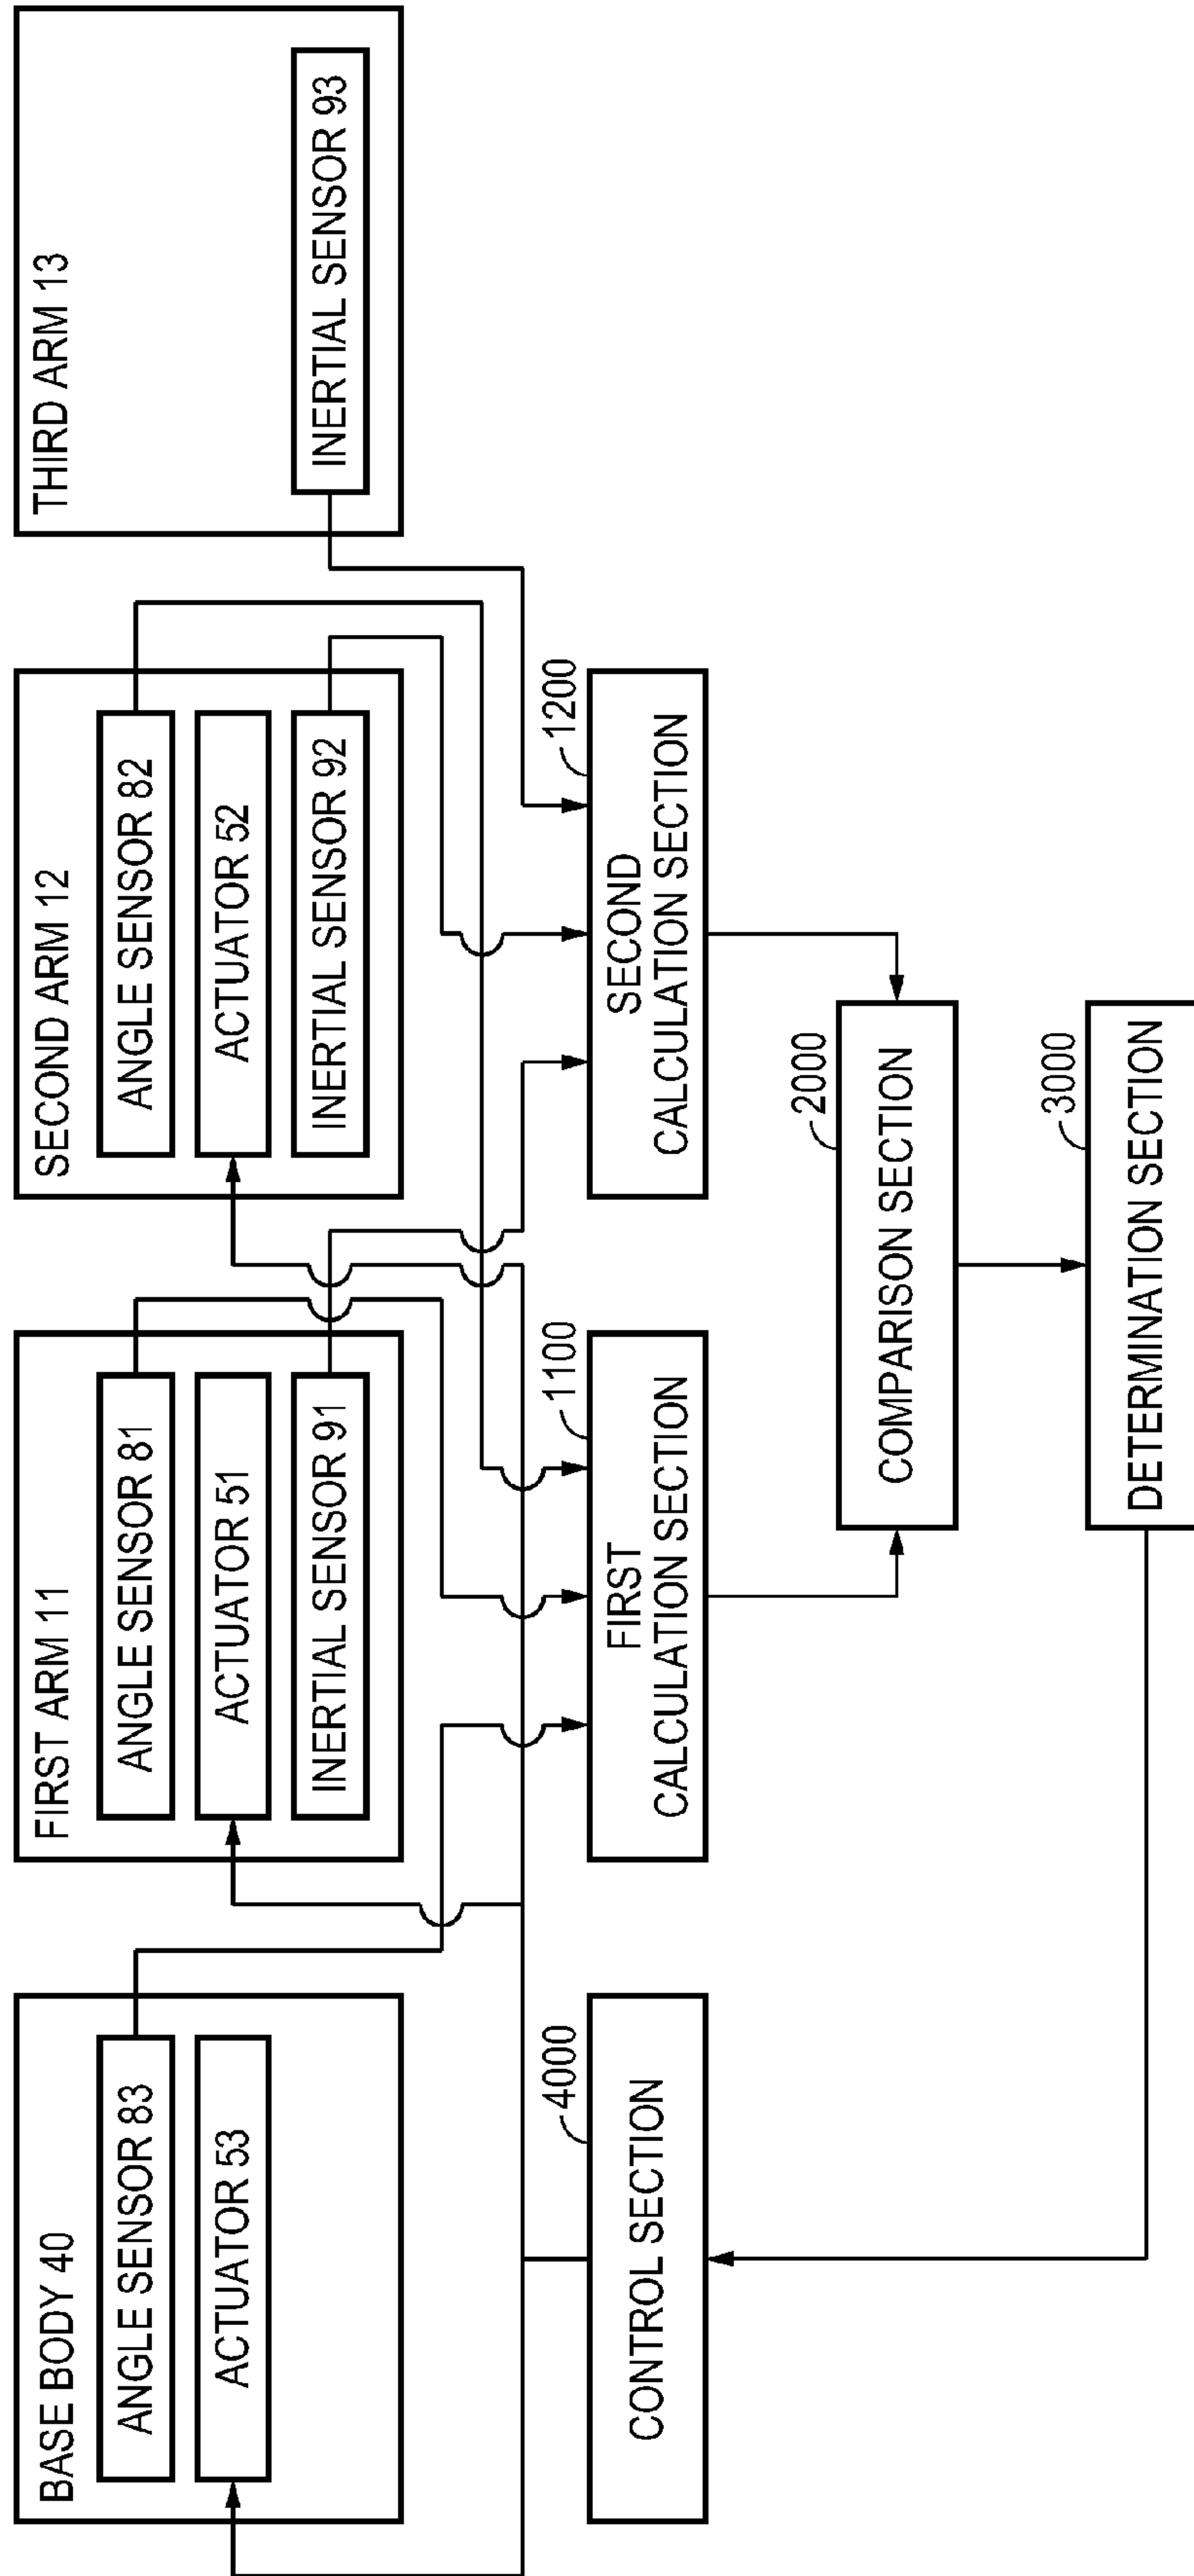 BASE BODY 40
ANGLE SENSOR 83
ACTUATOR 53
FIRST ARM 11
ANGLE SENSOR 81
ACTUATOR 51
INERTIAL SENSOR 91
SECOND ARM 12
ANGLE SENSOR 82
ACTUATOR 52
INERTIAL SENSOR 92
THIRD ARM 13
INERTIAL SENSOR 93
4000
CONTROL SECTION
1100
FIRST
CALCULATION SECTION
1200
SECOND
CALCULATION SECTION
2000
COMPARISON SECTION
3000
DETERMINATION SECTION